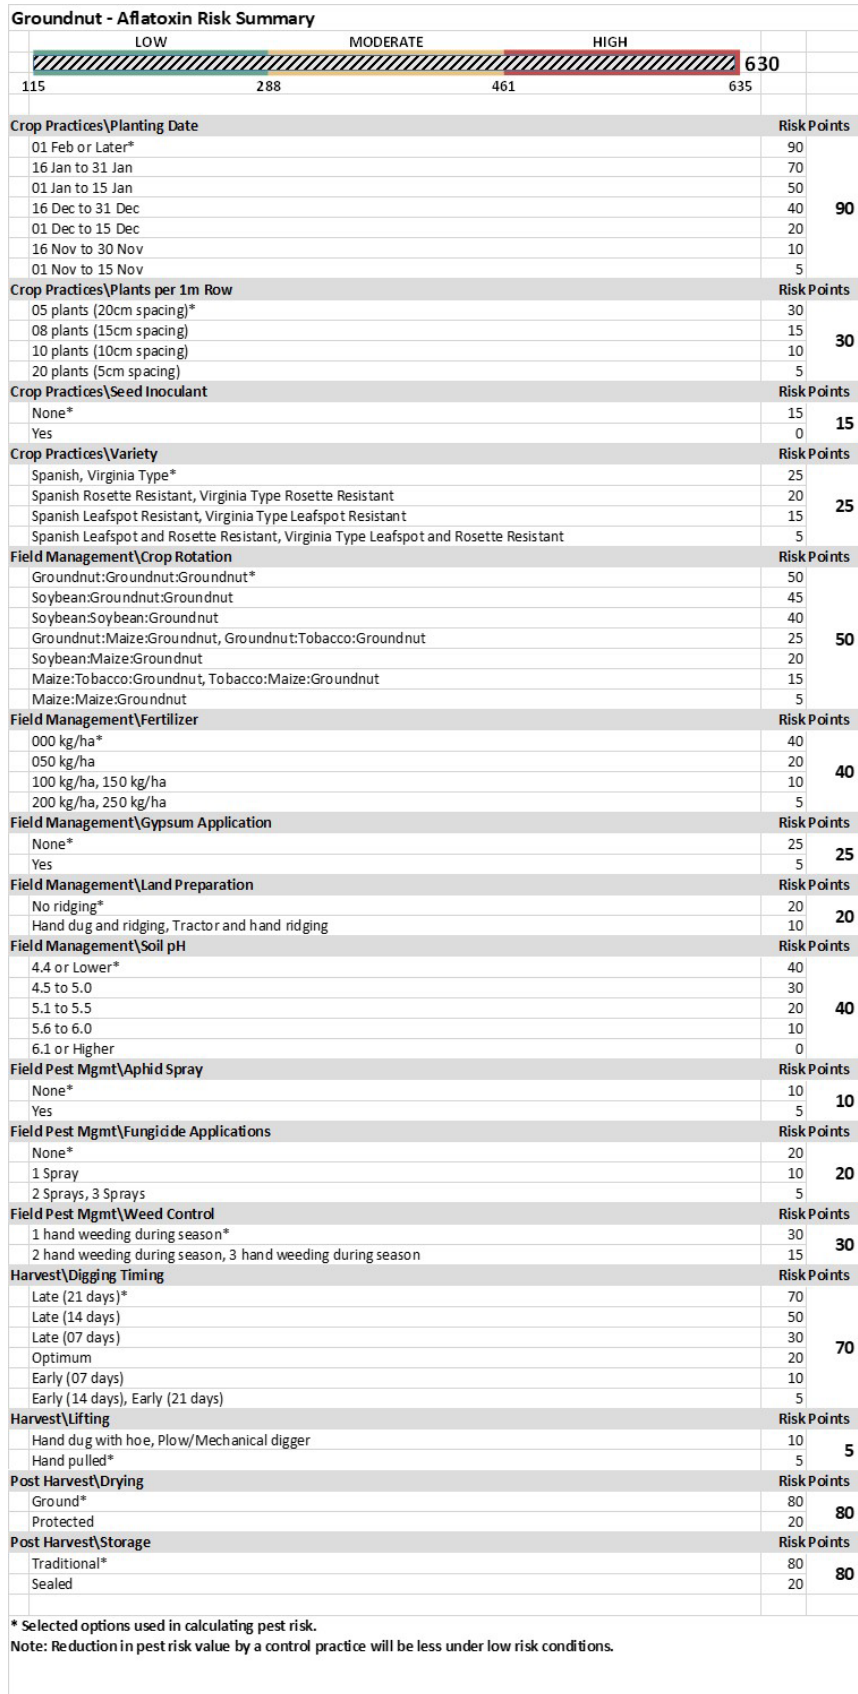 Groundnut - Aflatoxin Risk Summary
LOW MODERATE HIGH
630
115 288 461 635
Crop Practices\Planting Date Risk Points
01 Feb or Later* 90
16 Jan to 31 Jan 70
01 Jan to 15 Jan 50
16 Dec to 31 Dec 40 90
01 Dec to 15 Dec 20
16 Nov to 30 Nov 10
01 Nov to 15 Nov 5
Crop Practices\Plants per 1m Row Risk Points
05 plants (20cm spacing)* 30
08 plants (15cm spacing) 15
30
10 plants (10cm spacing) 10
20 plants (5cm spacing) 5
Crop Practices\Seed Inoculant Risk Points
None* 15
15
Yes 0
Crop Practices\Variety Risk Points
Spanish, Virginia Type* 25
Spanish Rosette Resistant, Virginia Type Rosette Resistant 20
25
Spanish Leafspot Resistant, Virginia Type Leafspot Resistant 15
Spanish Leafspot and Rosette Resistant, Virginia Type Leafspot and Rosette Resistant 5
Field Management\Crop Rotation Risk Points
Groundnut:Groundnut:Groundnut* 50
Soybean:Groundnut:Groundnut 45
Soybean:Soybean:Groundnut 40
Groundnut:Maize:Groundnut, Groundnut:Tobacco:Groundnut 25 50
Soybean:Maize:Groundnut 20
Maize:Tobacco:Groundnut, Tobacco:Maize:Groundnut 15
Maize:Maize:Groundnut 5
Field Management\Fertilizer Risk Points
000 kg/ha* 40
050 kg/ha 20
40
100 kg/ha, 150 kg/ha 10
200 kg/ha, 250 kg/ha 5
Field Management\Gypsum Application Risk Points
None* 25
25
Yes 5
Field Management\Land Preparation Risk Points
No ridging* 20
20
Hand dug and ridging, Tractor and hand ridging 10
Field Management\Soil pH Risk Points
4.4 or Lower* 40
4.5 to 5.0 30
5.1 to 5.5 20 40
5.6 to 6.0 10
6.1 or Higher 0
Field Pest Mgmt\Aphid Spray Risk Points
None* 10
10
Yes 5
Field Pest Mgmt\Fungicide Applications Risk Points
None* 20
1 Spray 10 20
2 Sprays, 3 Sprays 5
Field Pest Mgmt\Weed Control Risk Points
1 hand weeding during season* 30
30
2 hand weeding during season, 3 hand weeding during season 15
Harvest\Digging Timing Risk Points
Late (21 days)* 70
Late (14 days) 50
Late (07 days) 30
70
Optimum 20
Early (07 days) 10
Early (14 days), Early (21 days) 5
Harvest\Lifting Risk Points
Hand dug with hoe, Plow/Mechanical digger 10
5
Hand pulled* 5
Post Harvest\Drying Risk Points
Ground* 80
80
Protected 20
Post Harvest\Storage Risk Points
Traditional* 80
80
Sealed 20
* Selected options used in calculating pest risk.
Note: Reduction in pest risk value by a control practice will be less under low risk conditions.